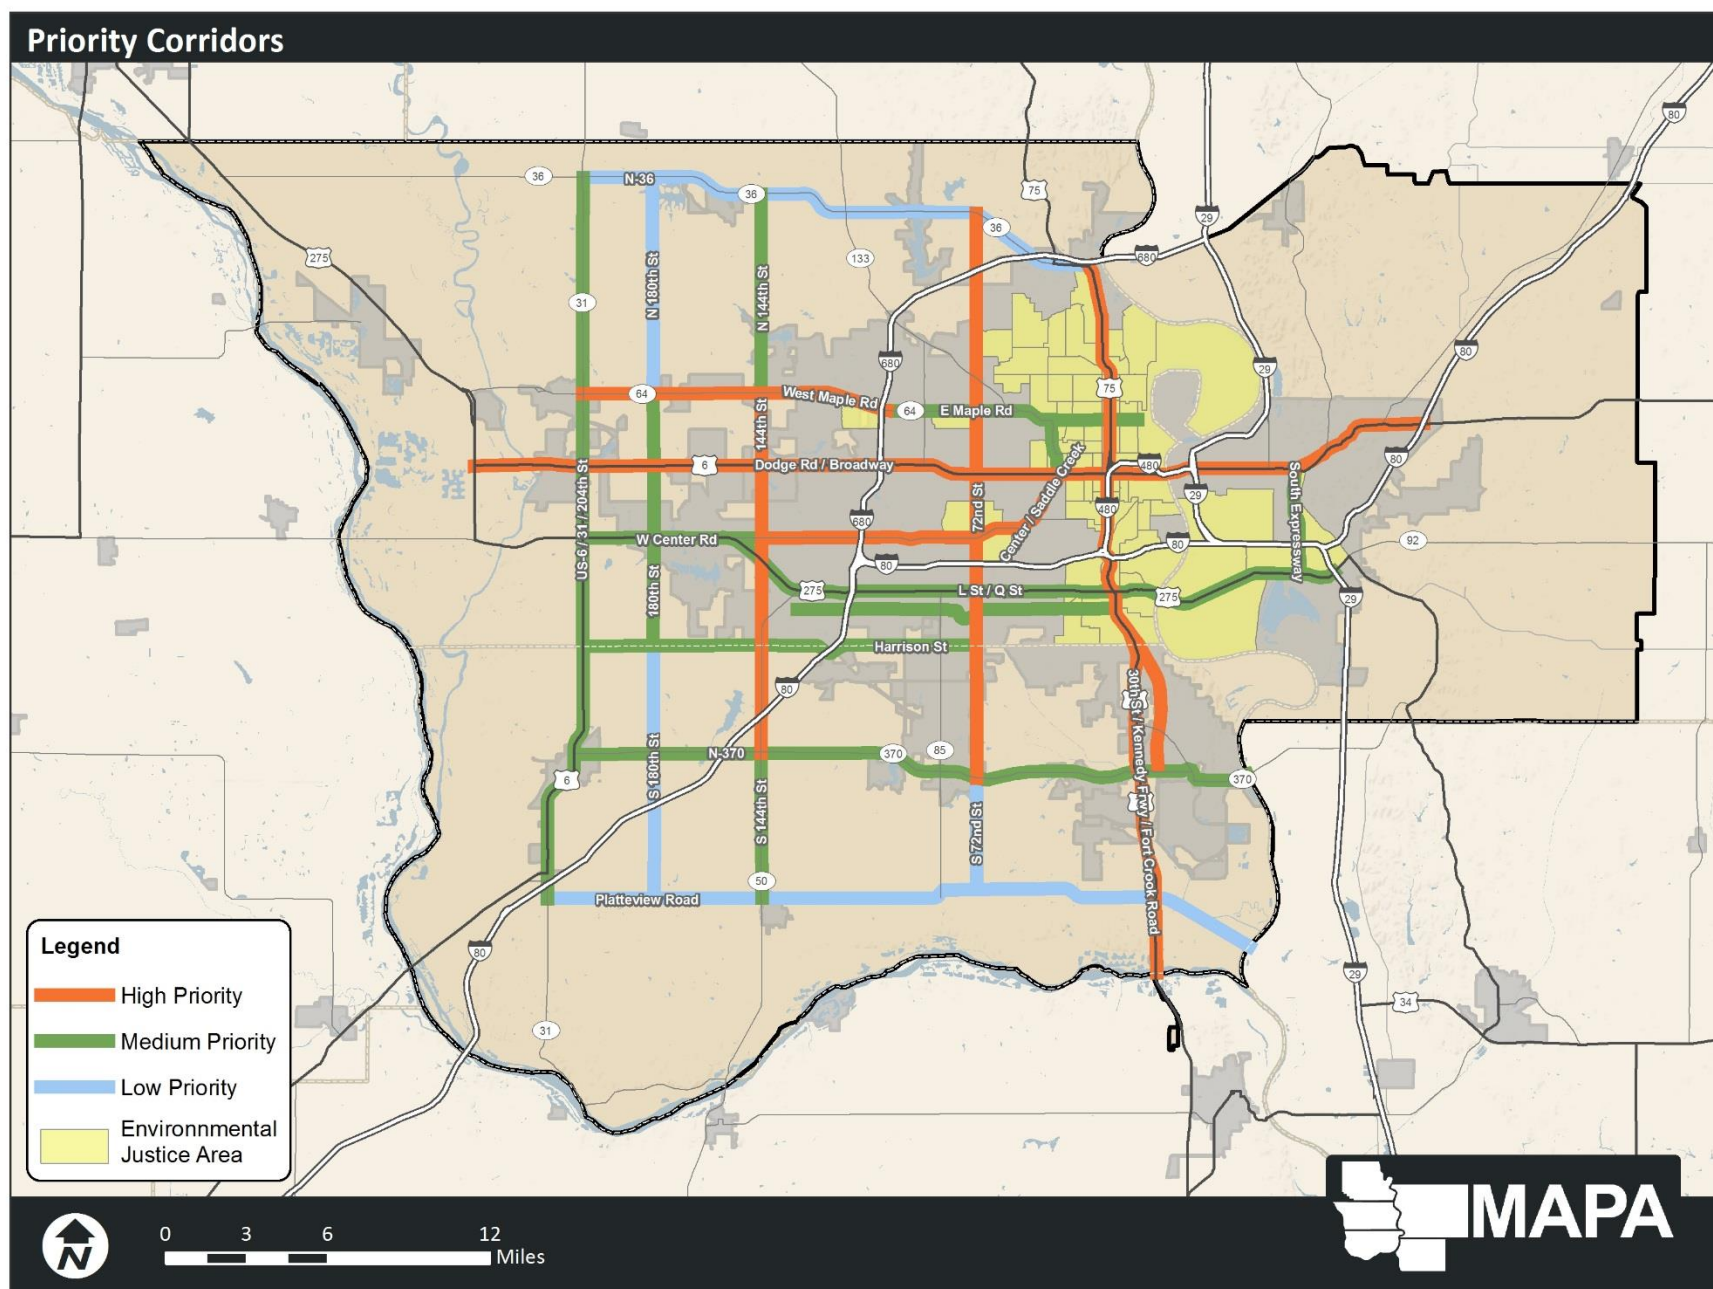 Priority Corridors
80
75
29
36
N-36
36
36
275
133
680
31
N 180th St
N 144th St
680
29
80
75
64
West Maple Rd
64
E Maple Rd
144th St
6
Dodge Rd / Broadway
480
80
US-6 / 31 / 204th St
72nd St
Center / Saddle Creek
480
29
South Expressway
680
W Center Rd
80
80
92
180th St
275
L St / Q St
275
29
Harrison St
80
30th St / Kennedy Frwy / Fort Crook Road
N-370
370
85
370
6
S 180th St
S 144th St
S 72nd St
50
Platteview Road
80
29
34
31
Legend
High Priority
Medium Priority
Low Priority
Environnmental
Justice Area
N
0 3 6 12
Miles
MAPA